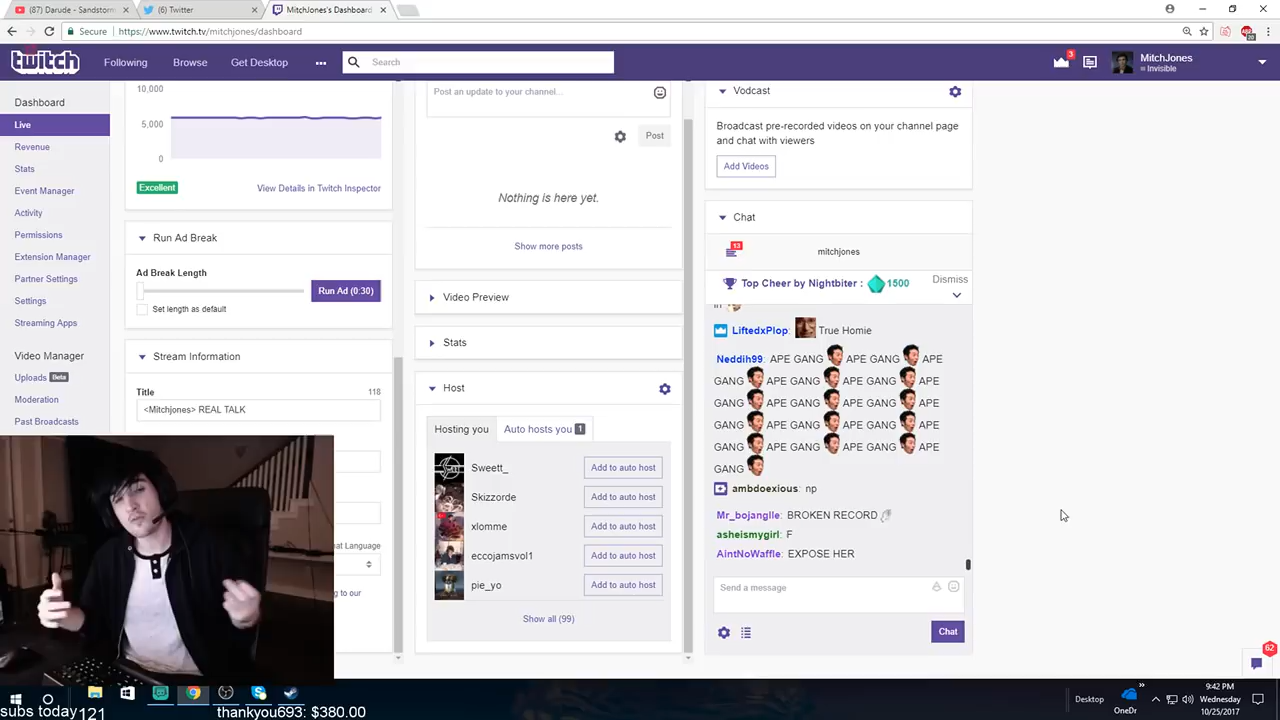 (87) Darude - Sandstorm
(6) Twitter
MitchJones's Dashboard
Secure
https://www.twitch.tv/mitchjones/dashboard
twitch
Following
Browse
Get Desktop
Search
3
MitchJones
Invisible
Dashboard
Live
Revenue
Stats
Event Manager
Activity
Permissions
Extension Manager
Partner Settings
Settings
Streaming Apps
Video Manager
Uploads Beta
Moderation
Past Broadcasts
10,000
5,000
0
Excellent
View Details in Twitch Inspector
Run Ad Break
Ad Break Length
Run Ad (0:30)
Set length as default
Stream Information
Title
118
<Mitchjones> REAL TALK
Language
to our
Post an update to your channel...
Post
Nothing is here yet.
Show more posts
Video Preview
Stats
Host
Hosting you
Auto hosts you 1
Sweett_
Add to auto host
Skizzorde
Add to auto host
xlomme
Add to auto host
eccojamsvol1
Add to auto host
pie_yo
Add to auto host
Show all (99)
Vodcast
Broadcast pre-recorded videos on your channel page
and chat with viewers
Add Videos
Chat
13
mitchjones
Top Cheer by Nightbiter : 1500
Dismiss
LiftedxPlop: True Homie
Neddih99: APE GANG APE GANG APE
GANG APE GANG APE GANG APE
GANG APE GANG APE GANG APE
GANG APE GANG APE GANG APE
GANG APE GANG APE GANG APE
GANG
ambdoexious: np
Mr_bojanglle: BROKEN RECORD
asheismygirl: F
AintNoWaffle: EXPOSE HER
Send a message
Chat
62
subs today 121
thankyou693: $380.00
Desktop
OneDr
9:42 PM
Wednesday
10/25/2017